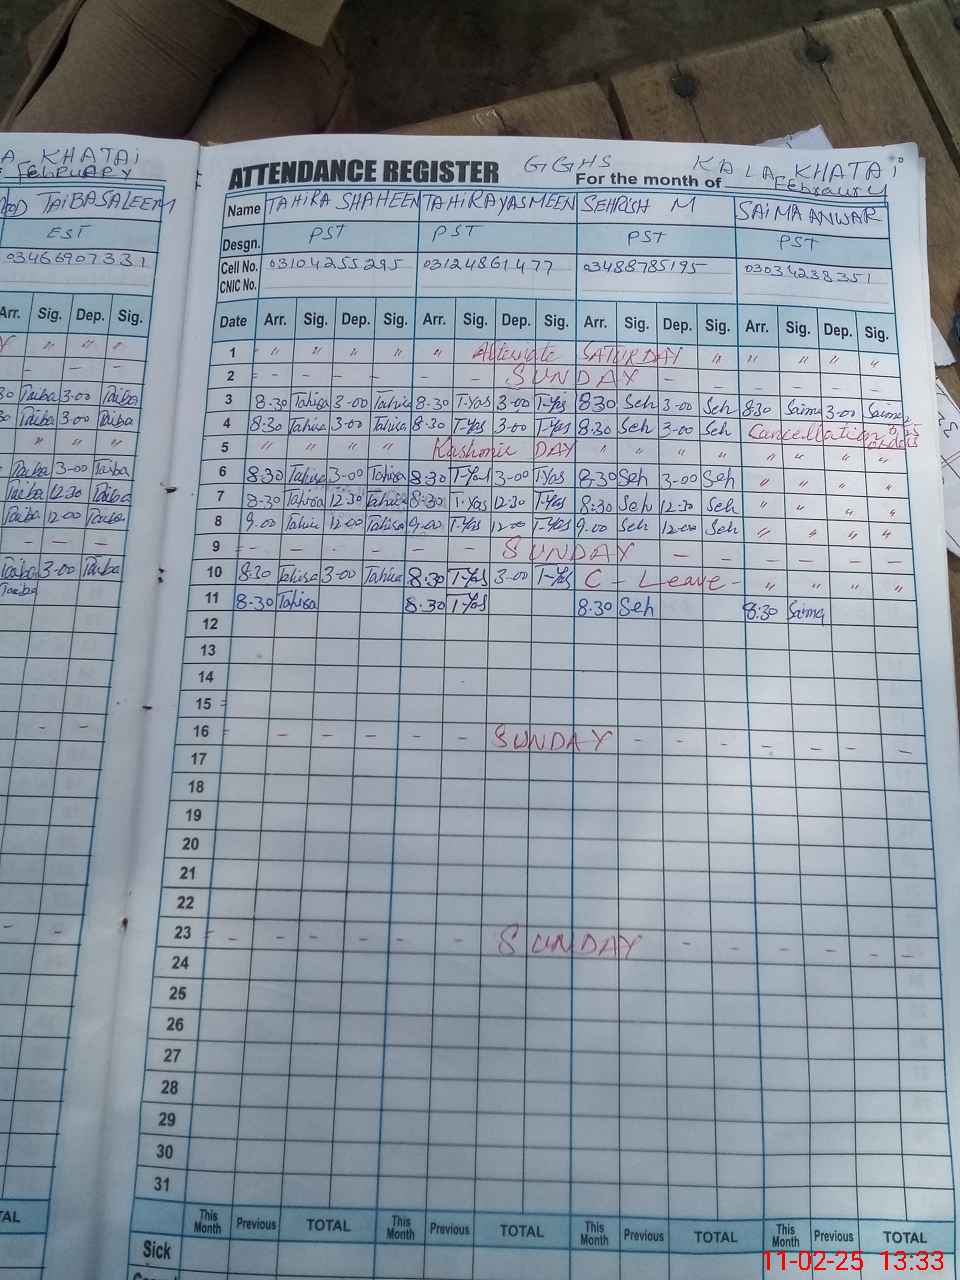 A KHATAI
FEBRUARY
TAIBA SALEEM
EST
03466907331
Arr. Sig. Dep. Sig.
Taiba 3-00 Taiba
Taiba 3-00 Taiba
" " "
Taiba 3-00 Taiba
Taiba 12.30 Taiba
Taiba 12.00 Taiba
Taiba 3-00 Taiba
Taiba
ATTENDANCE REGISTER GGHS KALA KHATAI
For the month of February
Name TAHIRA SHAHEEN TAHIRA YASMEEN SEHRISH M SAIMA ANWAR
Desgn. PST PST PST PST
Cell No. 03104255295 03124861477 03488785195 03034238351
CNIC No.
Date Arr. Sig. Dep. Sig. Arr. Sig. Dep. Sig. Arr. Sig. Dep. Sig. Arr. Sig. Dep. Sig.
1 " " " " " Alternate SATURDAY " " " " "
2 - - - - - - SUNDAY - - - - -
3 8-30 Tahira 3-00 Tahira 8-30 T-Yas 3-00 T-Yas 8.30 Seh 3-00 Seh 8.30 Saima 3-00 Saima
4 8-30 Tahira 3-00 Tahira 8-30 T-Yas 3-00 T-Yas 8.30 Seh 3-00 Seh Cancellation
5 " " " " Kashmir DAY " " " " " " " "
6 8-30 Tahira 3-00 Tahira 8-30 T-Yas 3-00 T-Yas 8.30 Seh 3-00 Seh " " " "
7 8-30 Tahira 12.30 Tahira 8-30 T-Yas 12.30 T-Yas 8.30 Seh 12.30 Seh " " " "
8 9.00 Tahira 12.00 Tahira 9.00 T-Yas 12.00 T-Yas 9.00 Seh 12.00 Seh " " " "
9 - - - - - - SUNDAY - - - - - -
10 8.30 Tahira 3-00 Tahira 8.30 T-Yas 3-00 T-Yas C - Leave - " " " "
11 8-30 Tahira 8.30 T-Yas 8.30 Seh 8.30 Saima
12
13
14
15
16 - - - - - - SUNDAY - - - - - - -
17
18
19
20
21
22
23 - - - - - - SUNDAY - - - - - -
24
25
26
27
28
29
30
31
TAL
This Month Previous TOTAL This Month Previous TOTAL This Month Previous TOTAL This Month Previous TOTAL
Sick
11-02-25 13:33